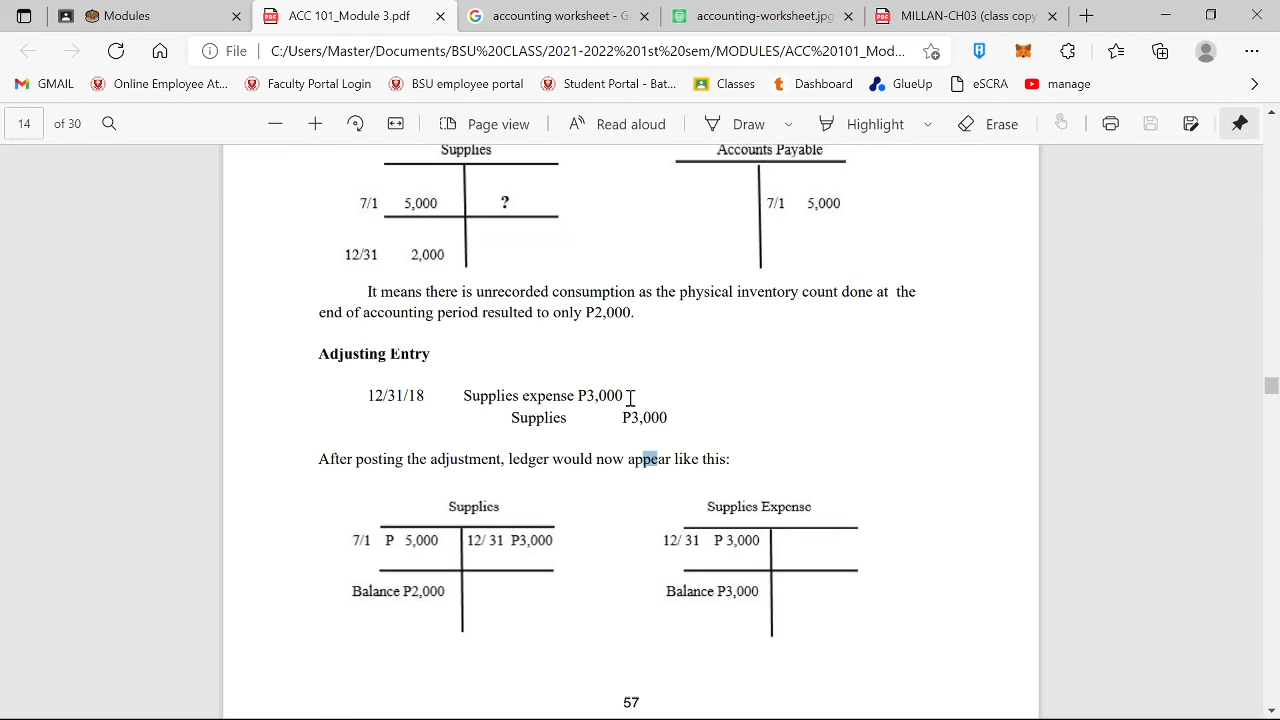 Modules
ACC 101_Module 3.pdf
accounting worksheet - G
accounting-worksheet.jpg
MILLAN-CH03 (class copy
File
C:/Users/Master/Documents/BSU%20CLASS/2021-2022%201st%20sem/MODULES/ACC%20101_Mod...
GMAIL
Online Employee At...
Faculty Portal Login
BSU employee portal
Student Portal - Bat...
Classes
Dashboard
GlueUp
eSCRA
manage
14 of 30
Page view
Read aloud
Draw
Highlight
Erase
Supplies Accounts Payable
7/1 5,000 ? 7/1 5,000
12/31 2,000
It means there is unrecorded consumption as the physical inventory count done at the
end of accounting period resulted to only P2,000.
Adjusting Entry
12/31/18 Supplies expense P3,000
Supplies P3,000
After posting the adjustment, ledger would now appear like this:
Supplies Supplies Expense
7/1 P 5,000 12/ 31 P3,000 12/ 31 P 3,000
Balance P2,000 Balance P3,000
57